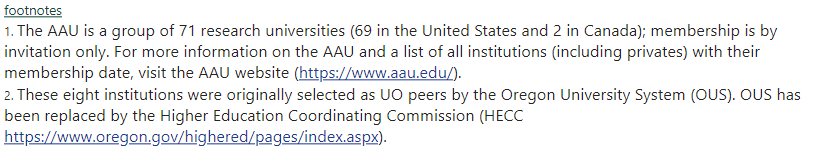 footnotes
1. The AAU is a group of 71 research universities (69 in the United States and 2 in Canada); membership is by
invitation only. For more information on the AAU and a list of all institutions (including privates) with their
membership date, visit the AAU website (https://www.aau.edu/).
2. These eight institutions were originally selected as UO peers by the Oregon University System (OUS). OUS has
been replaced by the Higher Education Coordinating Commission (HECC
https://www.oregon.gov/highered/pages/index.aspx).